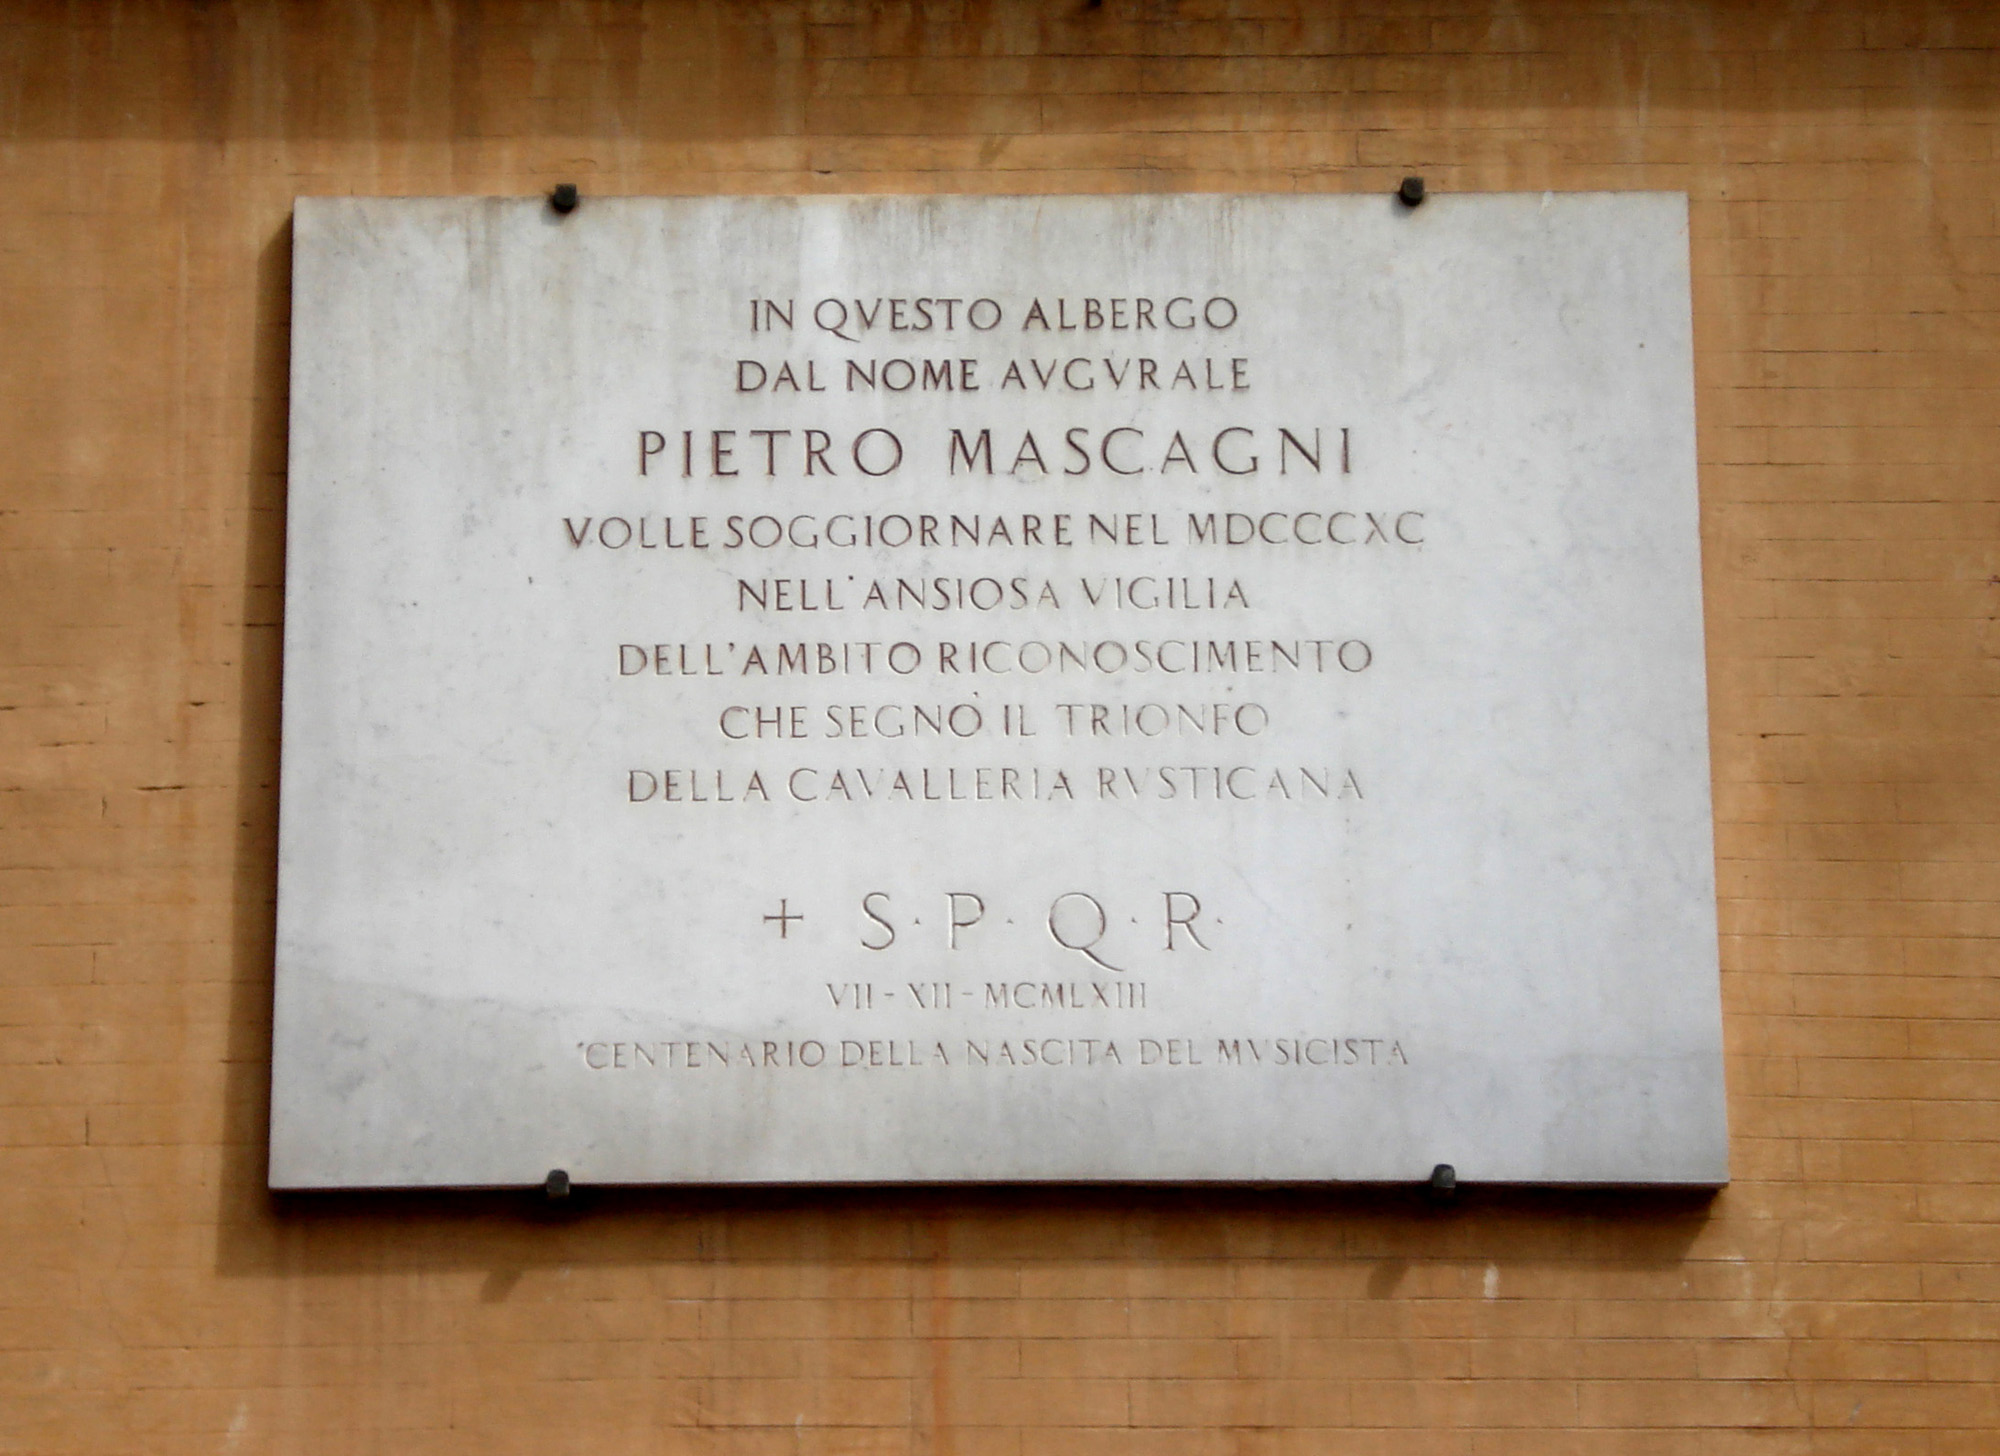 IN QVESTO ALBERGO
DAL NOME AVGVRALE
PIETRO MASCAGNI
VOLLE SOGGIORNARE NEL MDCCCXC
NELL'ANSIOSA VIGILIA
DELL'AMBITO RICONOSCIMENTO
CHE SEGNÒ IL TRIONFO
DELLA CAVALLERIA RVSTICANA
+ S·P·Q·R·
VII-XII-MCMLXIII
CENTENARIO DELLA NASCITA DEL MVSICISTA